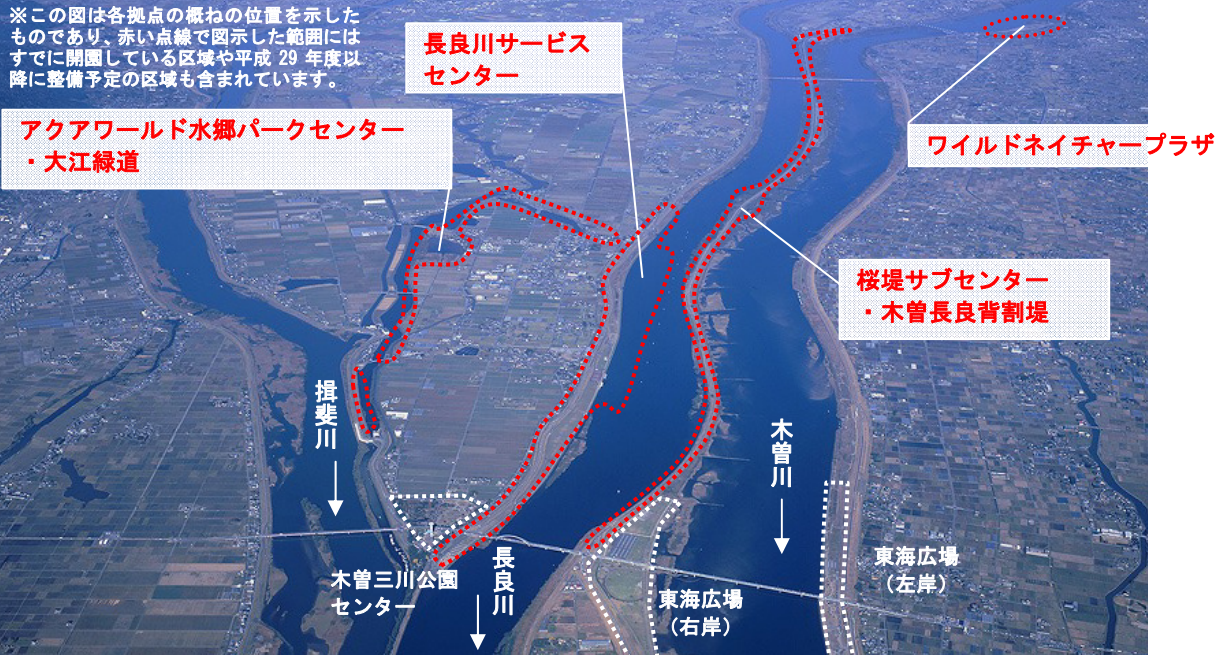 ※この図は各拠点の概ねの位置を示した
ものであり、赤い点線で図示した範囲には
すでに開園している区域や平成 29 年度以
降に整備予定の区域も含まれています。
長良川サービス
センター
アクアワールド水郷パークセンター
・大江緑道
ワイルドネイチャープラザ
桜堤サブセンター
・木曽長良背割堤
揖斐川
木曽川
長良川
木曽三川公園
センター
東海広場
（右岸）
東海広場
（左岸）